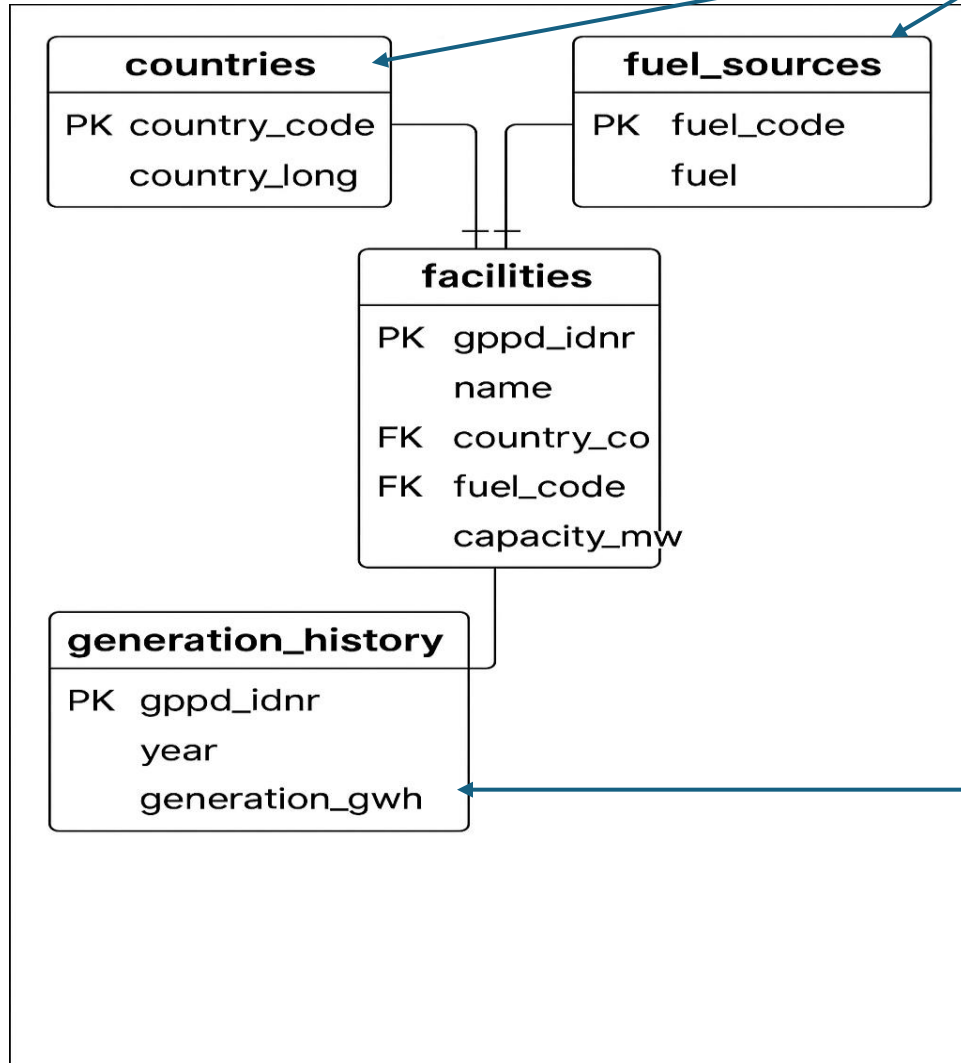 countries
PK country_code
country_long
fuel_sources
PK fuel_code
fuel
facilities
PK gppd_idnr
name
FK country_co
FK fuel_code
capacity_mw
generation_history
PK gppd_idnr
year
generation_gwh